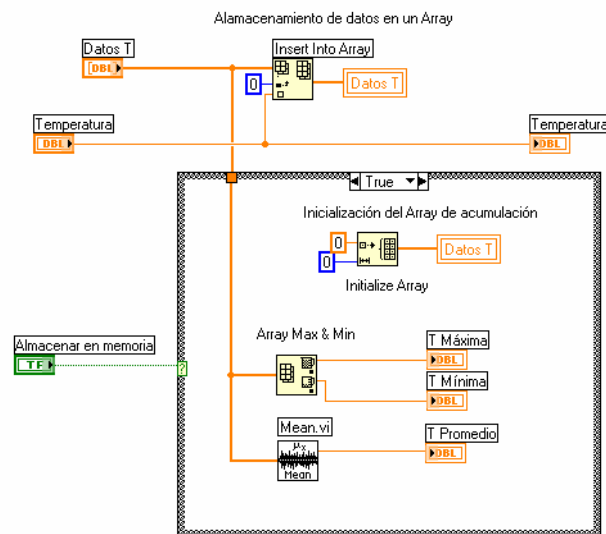 Alamacenamiento de datos en un Array
Datos T
Insert Into Array
DBL
0
Datos T
Temperatura
Temperatura
DBL
DBL
True
Inicialización del Array de acumulación
0
0
Datos T
Initialize Array
Almacenar en memoria
TF
?
Array Max & Min
T Máxima
DBL
T Mínima
DBL
Mean.vi
T Promedio
μx
DBL
Mean